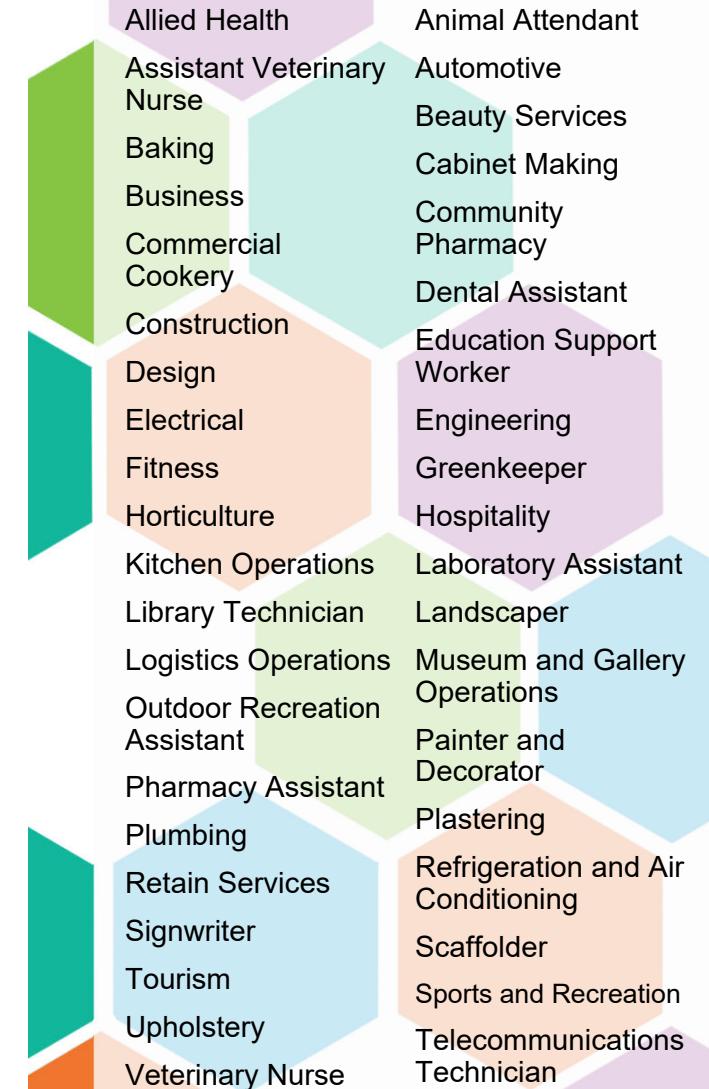 Allied Health
Assistant Veterinary
Nurse
Baking
Business
Commercial
Cookery
Construction
Design
Electrical
Fitness
Horticulture
Kitchen Operations
Library Technician
Logistics Operations
Outdoor Recreation
Assistant
Pharmacy Assistant
Plumbing
Retain Services
Signwriter
Tourism
Upholstery
Veterinary Nurse
Animal Attendant
Automotive
Beauty Services
Cabinet Making
Community
Pharmacy
Dental Assistant
Education Support
Worker
Engineering
Greenkeeper
Hospitality
Laboratory Assistant
Landscaper
Museum and Gallery
Operations
Painter and
Decorator
Plastering
Refrigeration and Air
Conditioning
Scaffolder
Sports and Recreation
Telecommunications
Technician